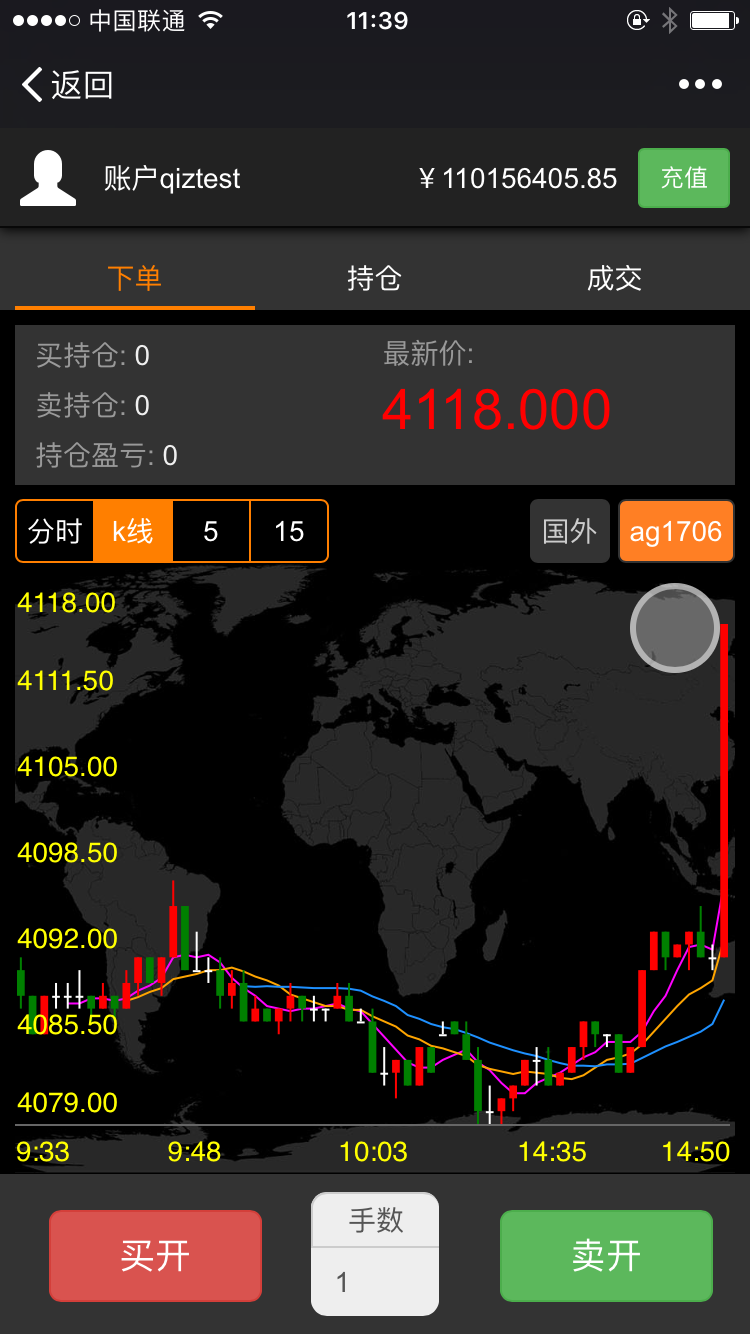 中国联通 11:39
返回
账户qiztest ￥110156405.85 充值
下单 持仓 成交
买持仓: 0 最新价:
卖持仓: 0 4118.000
持仓盈亏: 0
分时 k线 5 15 国外 ag1706
4118.00
4111.50
4105.00
4098.50
4092.00
4085.50
4079.00
9:33 9:48 10:03 14:35 14:50
买开 手数 卖开
1